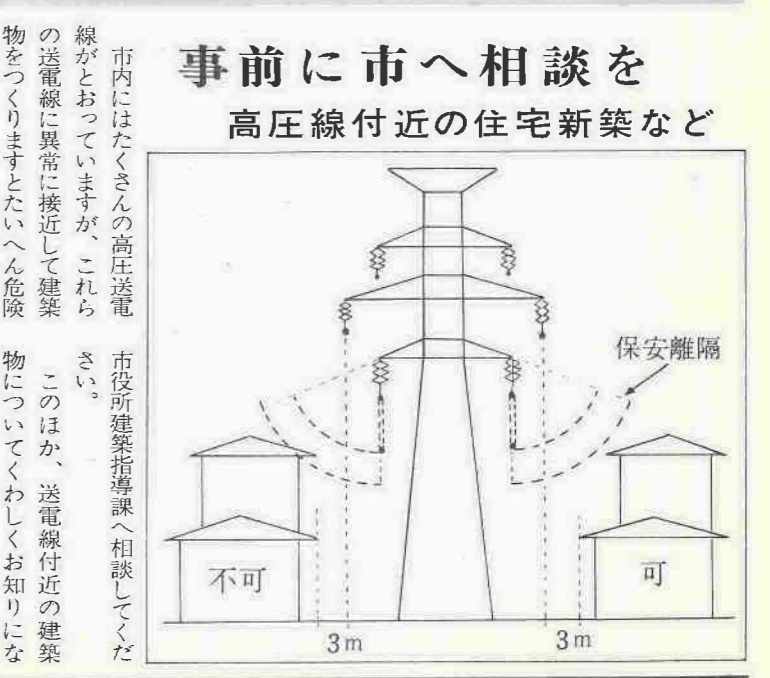 事前に市へ相談を
高圧線付近の住宅新築など
市内にはたくさんの高圧送電
線がとおっていますが、これら
の送電線に異常に接近して建築
物をつくりますとたいへん危険
市役所建築指導課へ相談してくだ
さい。
このほか、送電線付近の建築
物についてくわしくお知りにな
保安離隔
不可
可
3m
3m